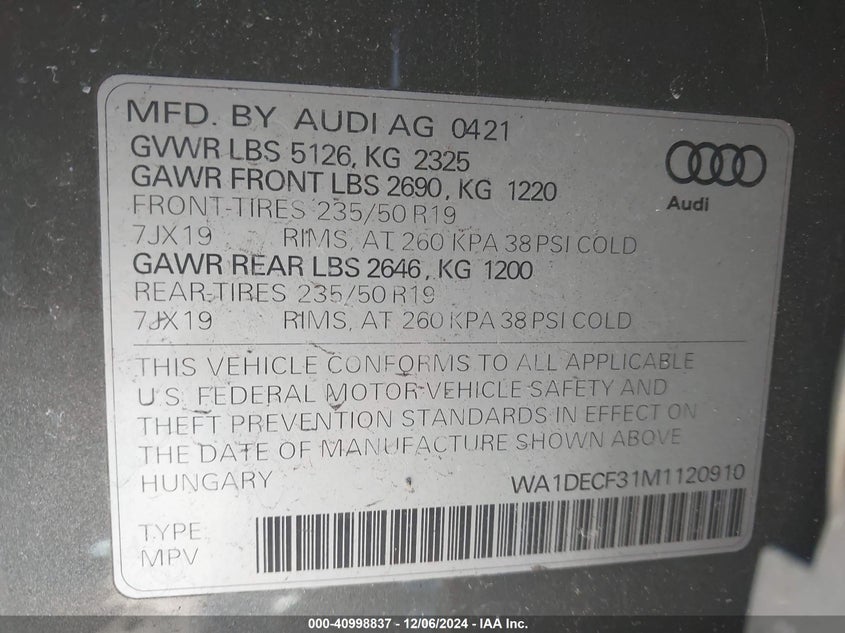 MFD. BY AUDI AG 0421
GVWR LBS 5126, KG 2325
GAWR FRONT LBS 2690, KG 1220
FRONT-TIRES 235/50 R19
7JX19 RIMS, AT 260 KPA 38 PSI COLD
GAWR REAR LBS 2646, KG 1200
REAR-TIRES 235/50 R19
7JX19 RIMS, AT 260 KPA 38 PSI COLD
Audi
THIS VEHICLE CONFORMS TO ALL APPLICABLE
U.S. FEDERAL MOTOR-VEHICLE SAFETY AND
THEFT PREVENTION STANDARDS IN EFFECT ON
THE DATE OF MANUFACTURE SHOWN ABOVE
HUNGARY WA1DECF31M1120910
TYPE:
MPV
000-40998837 - 12/06/2024 - IAA Inc.